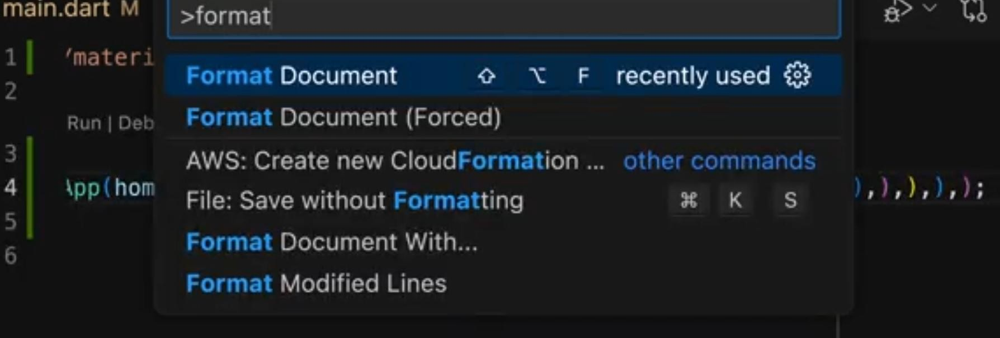 main.dart M
>format
1 'materi
Format Document ⇧ ⌥ F recently used
2
Format Document (Forced)
Run | Deb
3
AWS: Create new CloudFormation ... other commands
4 App(hom ),),),),);
File: Save without Formatting ⌘ K S
5
Format Document With...
6
Format Modified Lines